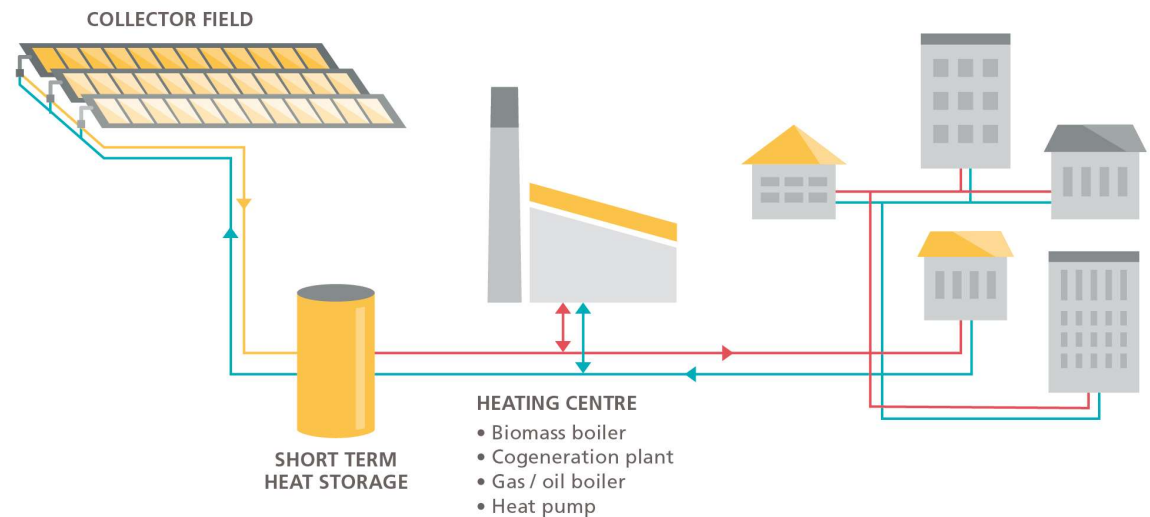 COLLECTOR FIELD
SHORT TERM
HEAT STORAGE
HEATING CENTRE
• Biomass boiler
• Cogeneration plant
• Gas / oil boiler
• Heat pump